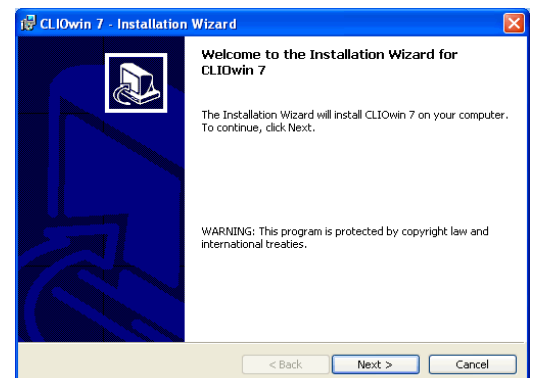 CLIOwin 7 - Installation Wizard
Welcome to the Installation Wizard for
CLIOwin 7
The Installation Wizard will install CLIOwin 7 on your computer.
To continue, click Next.
WARNING: This program is protected by copyright law and
international treaties.
< Back Next > Cancel